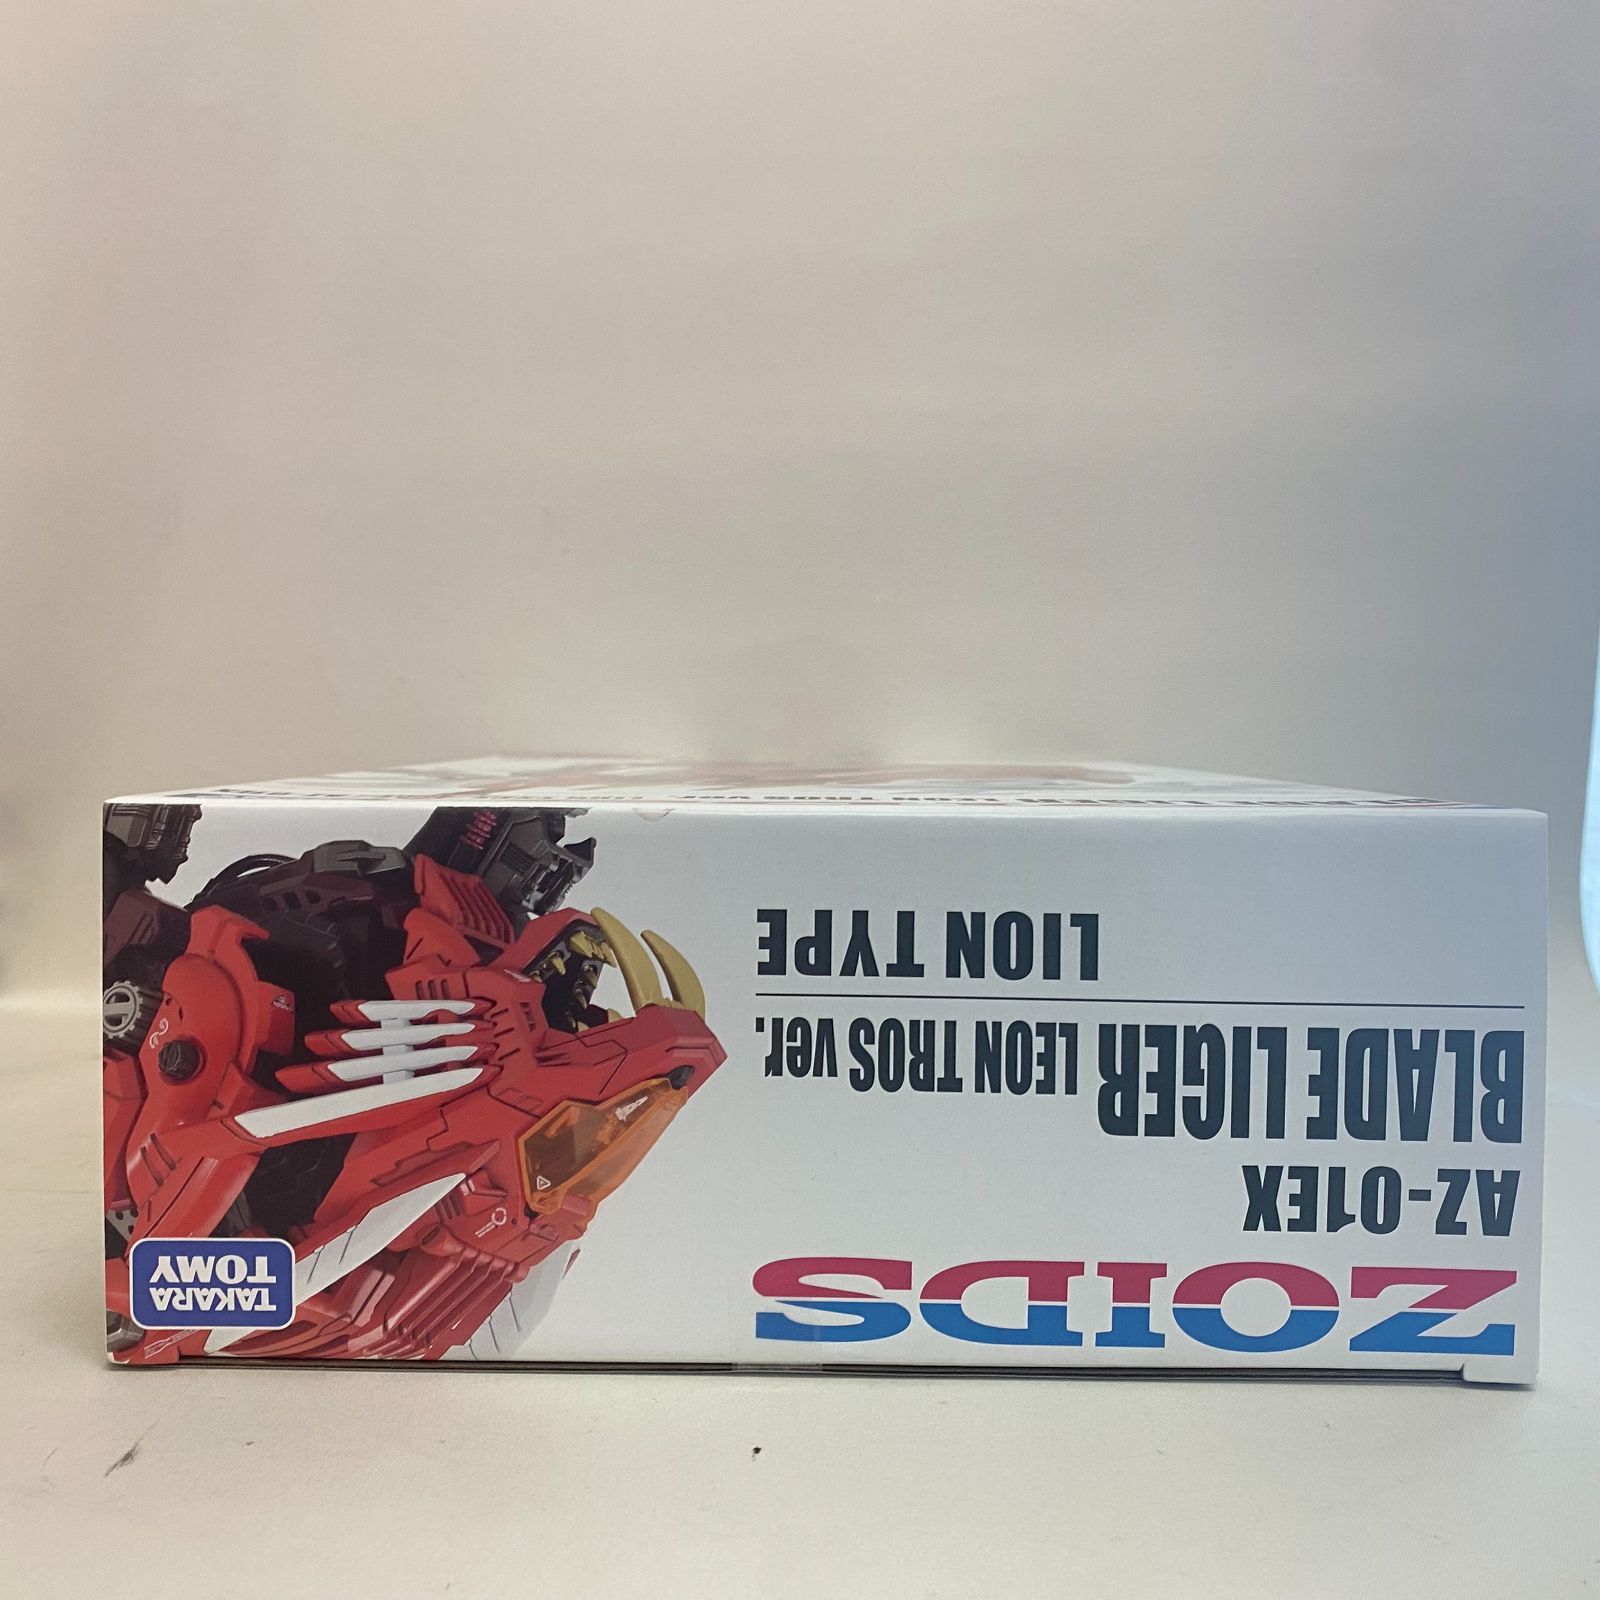 ZOIDS
AZ-01EX
BLADE LIGER LEON TROS ver.
LION TYPE
TAKARA
TOMY